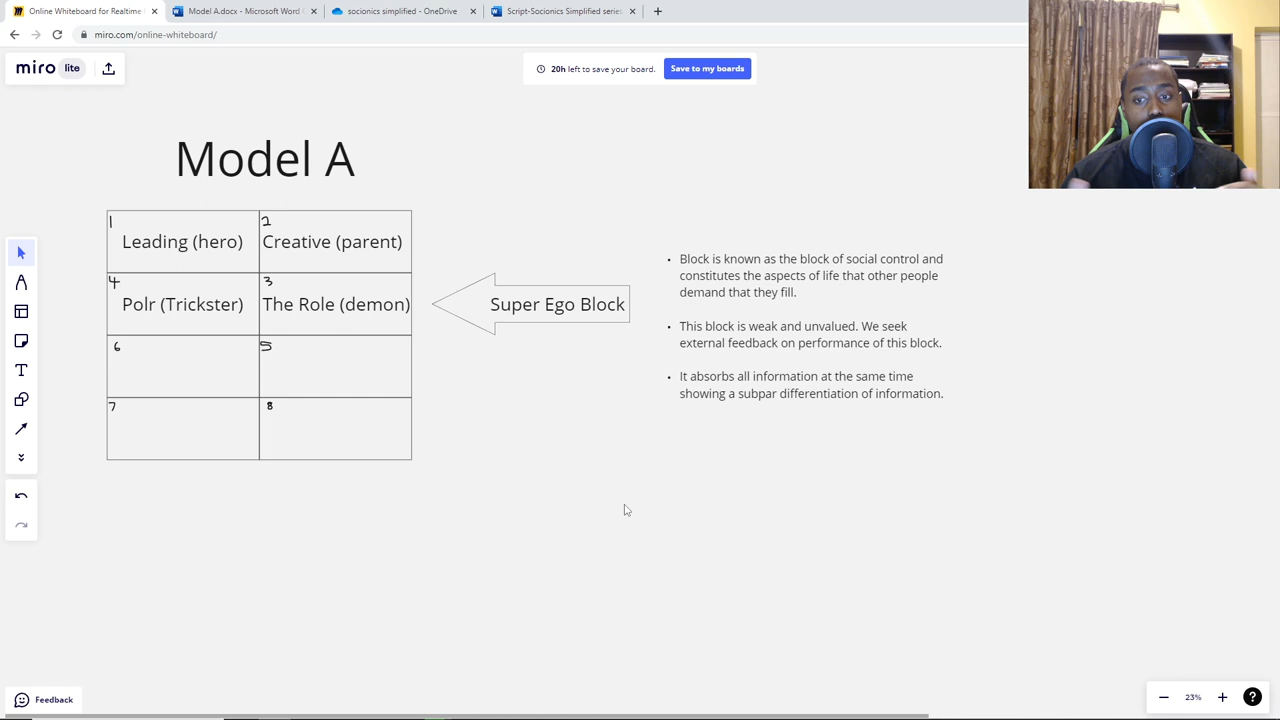 Online Whiteboard for Realtime
Model A.docx - Microsoft Word
socionics simplified - OneDrive
Script-Socionics Simplified series
miro.com/online-whiteboard/
miro lite
20h left to save your board.
Save to my boards
Model A
1
2
Leading (hero)
Creative (parent)
4
3
Polr (Trickster)
The Role (demon)
6
5
7
8
Super Ego Block
• Block is known as the block of social control and
constitutes the aspects of life that other people
demand that they fill.
• This block is weak and unvalued. We seek
external feedback on performance of this block.
• It absorbs all information at the same time
showing a subpar differentiation of information.
Feedback
23%